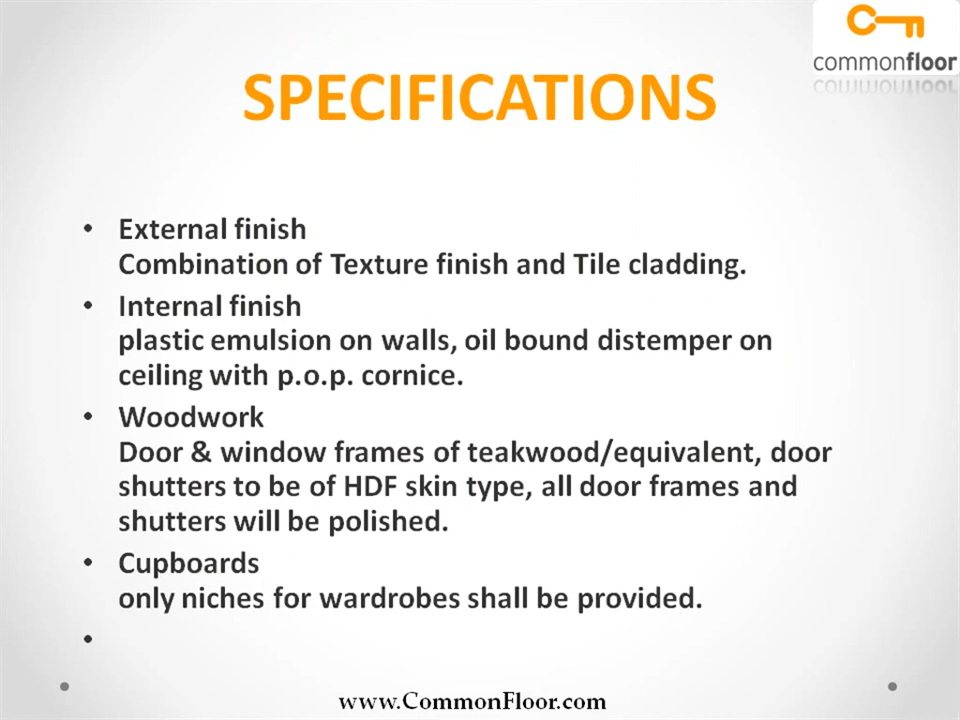 commonfloor
SPECIFICATIONS
• External finish
Combination of Texture finish and Tile cladding.
• Internal finish
plastic emulsion on walls, oil bound distemper on
ceiling with p.o.p. cornice.
• Woodwork
Door & window frames of teakwood/equivalent, door
shutters to be of HDF skin type, all door frames and
shutters will be polished.
• Cupboards
only niches for wardrobes shall be provided.
•
www.CommonFloor.com